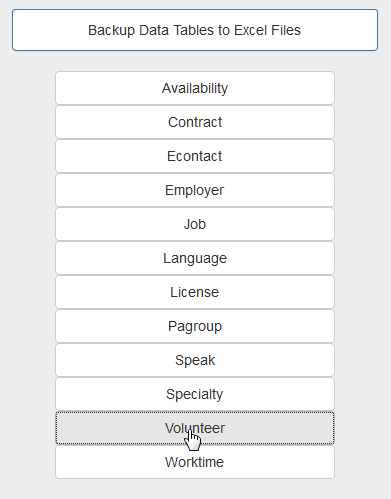 Backup Data Tables to Excel Files
Availability
Contract
Econtact
Employer
Job
Language
License
Pagroup
Speak
Specialty
Volunteer
Worktime